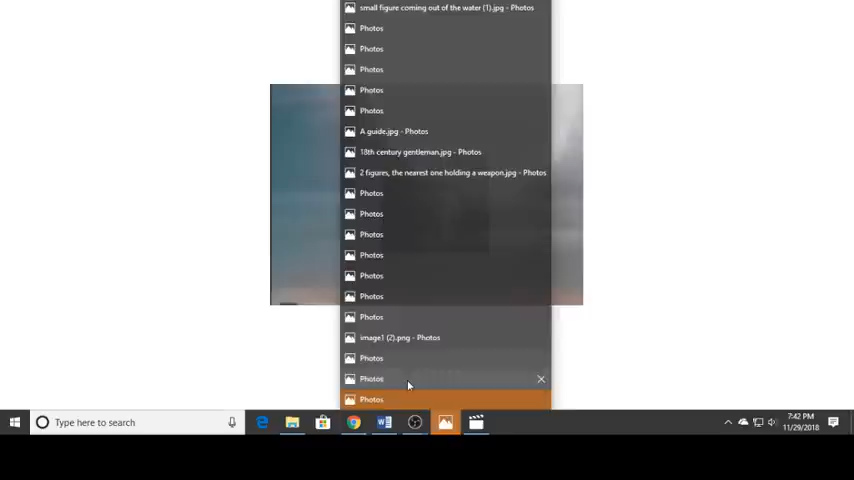 small figure coming out of the water (1).jpg - Photos
Photos
Photos
Photos
Photos
Photos
A guide.jpg - Photos
18th century gentleman.jpg - Photos
2 figures, the nearest one holding a weapon.jpg - Photos
Photos
Photos
Photos
Photos
Photos
Photos
Photos
image1 (2).png - Photos
Photos
Photos
Photos
Type here to search
7:42 PM
11/29/2018